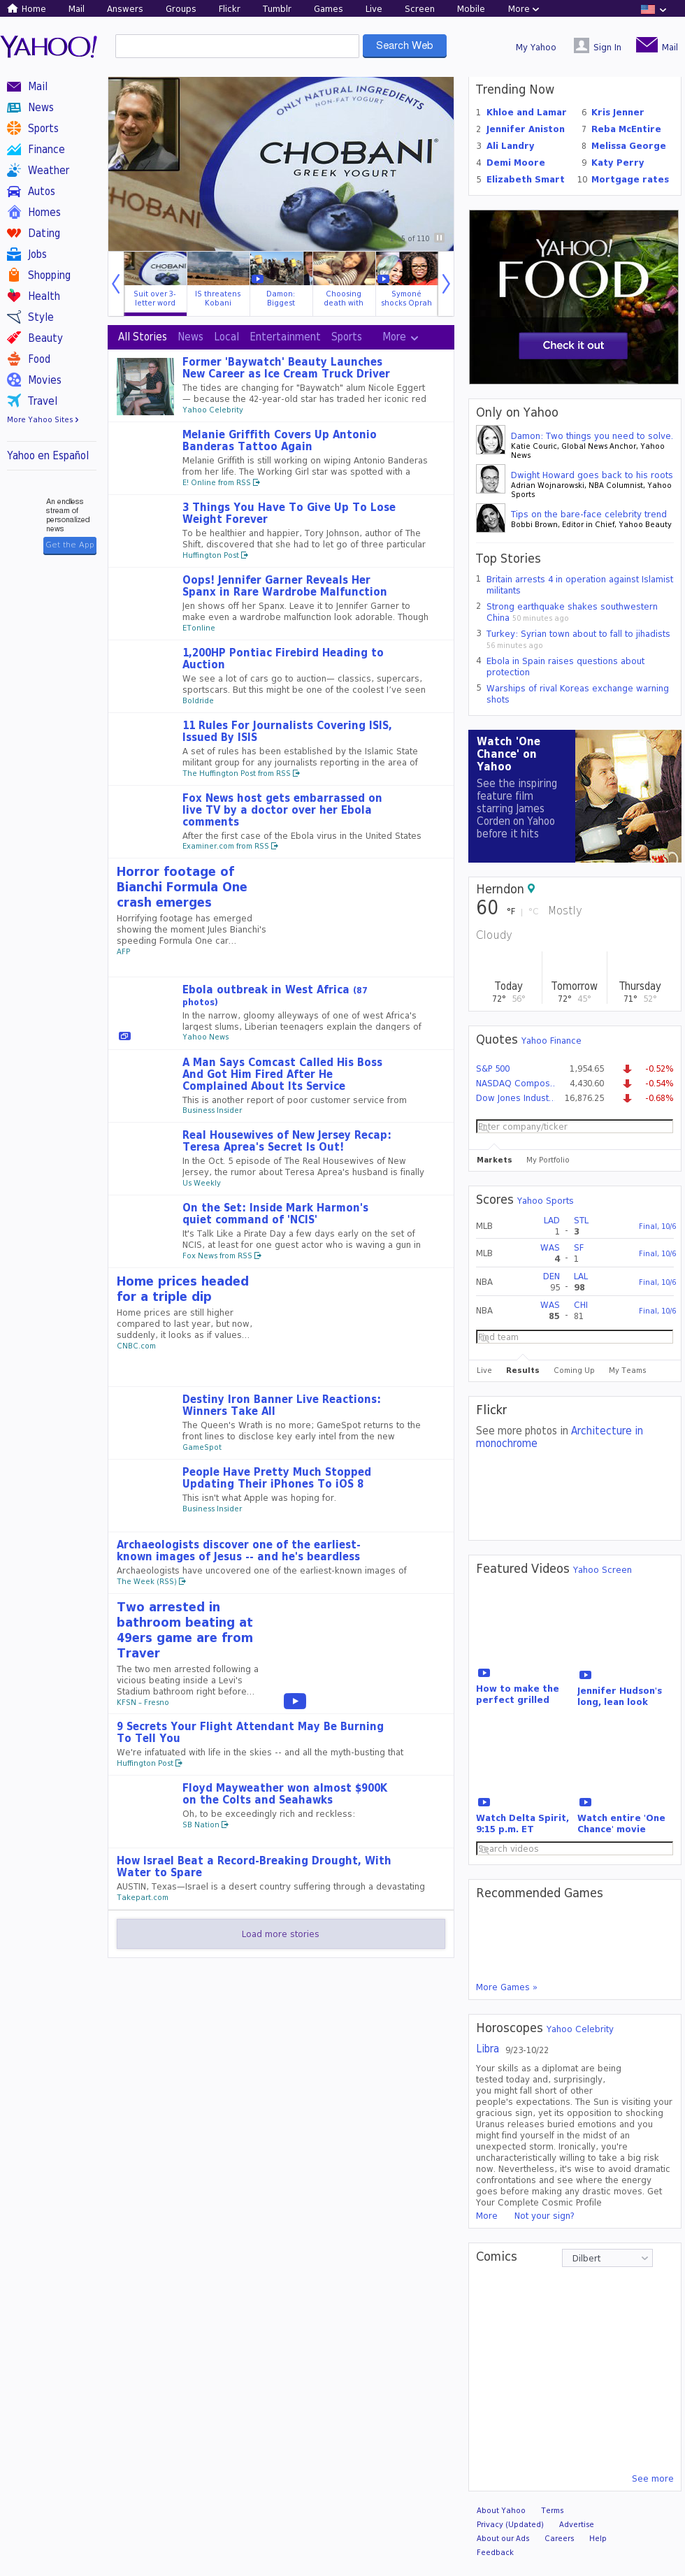 Home Mail Answers Groups Flickr Tumblr Games Live Screen Mobile More
YAHOO!
Search Web
My Yahoo Sign In Mail
Mail
News
Sports
Finance
Weather
Autos
Homes
Dating
Jobs
Shopping
Health
Style
Beauty
Food
Movies
Travel
More Yahoo Sites
Yahoo en Español
An endless
stream of
personalized
news
Get the App
ONLY NATURAL INGREDIENTS
NON-FAT YOGURT
CHOBANI
GREEK YOGURT
of 110
Suit over 3-
letter word
IS threatens
Kobani
Damon:
Biggest
Choosing
death with
Symoné
shocks Oprah
All Stories News Local Entertainment Sports More
Former 'Baywatch' Beauty Launches
New Career as Ice Cream Truck Driver
The tides are changing for "Baywatch" alum Nicole Eggert
— because the 42-year-old star has traded her iconic red
Yahoo Celebrity
Melanie Griffith Covers Up Antonio
Banderas Tattoo Again
Melanie Griffith is still working on wiping Antonio Banderas
from her life. The Working Girl star was spotted with a
E! Online from RSS
3 Things You Have To Give Up To Lose
Weight Forever
To be healthier and happier, Tory Johnson, author of The
Shift, discovered that she had to let go of three particular
Huffington Post
Oops! Jennifer Garner Reveals Her
Spanx in Rare Wardrobe Malfunction
Jen shows off her Spanx. Leave it to Jennifer Garner to
make even a wardrobe malfunction look adorable. Though
ETonline
1,200HP Pontiac Firebird Heading to
Auction
We see a lot of cars go to auction— classics, supercars,
sportscars. But this might be one of the coolest I've seen
Boldride
11 Rules For Journalists Covering ISIS,
Issued By ISIS
A set of rules has been established by the Islamic State
militant group for any journalists reporting in the area of
The Huffington Post from RSS
Fox News host gets embarrassed on
live TV by a doctor over her Ebola
comments
After the first case of the Ebola virus in the United States
Examiner.com from RSS
Horror footage of
Bianchi Formula One
crash emerges
Horrifying footage has emerged
showing the moment Jules Bianchi's
speeding Formula One car…
AFP
Ebola outbreak in West Africa (87
photos)
In the narrow, gloomy alleyways of one of west Africa's
largest slums, Liberian teenagers explain the dangers of
Yahoo News
A Man Says Comcast Called His Boss
And Got Him Fired After He
Complained About Its Service
This is another report of poor customer service from
Business Insider
Real Housewives of New Jersey Recap:
Teresa Aprea's Secret Is Out!
In the Oct. 5 episode of The Real Housewives of New
Jersey, the rumor about Teresa Aprea's husband is finally
Us Weekly
On the Set: Inside Mark Harmon's
quiet command of 'NCIS'
It's Talk Like a Pirate Day a few days early on the set of
NCIS, at least for one guest actor who is waving a gun in
Fox News from RSS
Home prices headed
for a triple dip
Home prices are still higher
compared to last year, but now,
suddenly, it looks as if values…
CNBC.com
Destiny Iron Banner Live Reactions:
Winners Take All
The Queen's Wrath is no more; GameSpot returns to the
front lines to disclose key early intel from the new
GameSpot
People Have Pretty Much Stopped
Updating Their iPhones To iOS 8
This isn't what Apple was hoping for.
Business Insider
Archaeologists discover one of the earliest-
known images of Jesus -- and he's beardless
Archaeologists have uncovered one of the earliest-known images of
The Week (RSS)
Two arrested in
bathroom beating at
49ers game are from
Traver
The two men arrested following a
vicious beating inside a Levi's
Stadium bathroom right before…
KFSN – Fresno
9 Secrets Your Flight Attendant May Be Burning
To Tell You
We're infatuated with life in the skies -- and all the myth-busting that
Huffington Post
Floyd Mayweather won almost $900K
on the Colts and Seahawks
Oh, to be exceedingly rich and reckless:
SB Nation
How Israel Beat a Record-Breaking Drought, With
Water to Spare
AUSTIN, Texas—Israel is a desert country suffering through a devastating
Takepart.com
Load more stories
Trending Now
1 Khloe and Lamar
2 Jennifer Aniston
3 Ali Landry
4 Demi Moore
5 Elizabeth Smart
6 Kris Jenner
7 Reba McEntire
8 Melissa George
9 Katy Perry
10 Mortgage rates
YAHOO!
FOOD
Check it out
Only on Yahoo
Damon: Two things you need to solve.
Katie Couric, Global News Anchor, Yahoo
News
Dwight Howard goes back to his roots
Adrian Wojnarowski, NBA Columnist, Yahoo
Sports
Tips on the bare-face celebrity trend
Bobbi Brown, Editor in Chief, Yahoo Beauty
Top Stories
1 Britain arrests 4 in operation against Islamist
militants
2 Strong earthquake shakes southwestern
China 50 minutes ago
3 Turkey: Syrian town about to fall to jihadists
56 minutes ago
4 Ebola in Spain raises questions about
protection
5 Warships of rival Koreas exchange warning
shots
Watch 'One
Chance' on
Yahoo
See the inspiring
feature film
starring James
Corden on Yahoo
before it hits
Herndon
60 °F | °C Mostly
Cloudy
Today Tomorrow Thursday
72° 56° 72° 45° 71° 52°
Quotes Yahoo Finance
S&P 500 1,954.65 -0.52%
NASDAQ Compos.. 4,430.60 -0.54%
Dow Jones Indust.. 16,876.25 -0.68%
Enter company/ticker
Markets My Portfolio
Scores Yahoo Sports
MLB LAD 1 - STL 3 Final, 10/6
MLB WAS 4 - SF 1 Final, 10/6
NBA DEN 95 - LAL 98 Final, 10/6
NBA WAS 85 - CHI 81 Final, 10/6
Find team
Live Results Coming Up My Teams
Flickr
See more photos in Architecture in
monochrome
Featured Videos Yahoo Screen
How to make the
perfect grilled
Jennifer Hudson's
long, lean look
Watch Delta Spirit,
9:15 p.m. ET
Watch entire 'One
Chance' movie
Search videos
Recommended Games
More Games »
Horoscopes Yahoo Celebrity
Libra 9/23-10/22
Your skills as a diplomat are being
tested today and, surprisingly,
you might fall short of other
people's expectations. The Sun is visiting your
gracious sign, yet its opposition to shocking
Uranus releases buried emotions and you
might find yourself in the midst of an
unexpected storm. Ironically, you're
uncharacteristically willing to take a big risk
now. Nevertheless, it's wise to avoid dramatic
confrontations and see where the energy
goes before making any drastic moves. Get
Your Complete Cosmic Profile
More Not your sign?
Comics Dilbert
See more
About Yahoo Terms
Privacy (Updated) Advertise
About our Ads Careers Help
Feedback